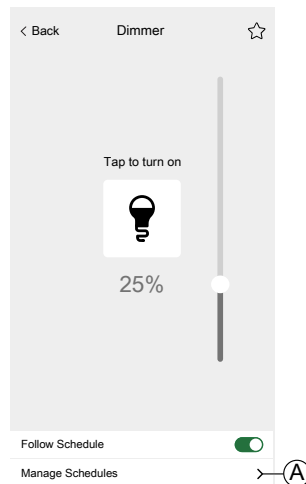 < Back Dimmer
Tap to turn on
25%
Follow Schedule
Manage Schedules
A